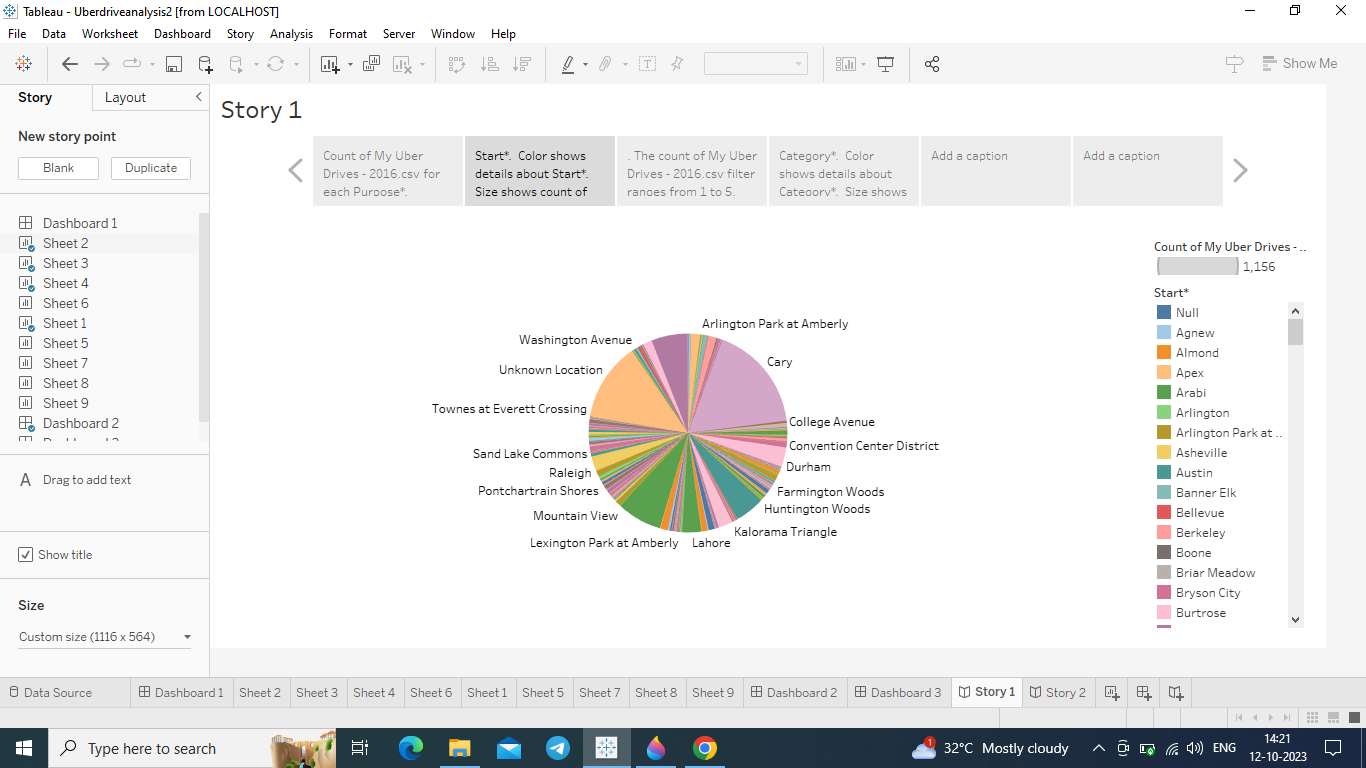 Tableau - Uberdriveanalysis2 [from LOCALHOST]
File Data Worksheet Dashboard Story Analysis Format Server Window Help
Show Me
Story Layout
New story point
Blank Duplicate
Dashboard 1
Sheet 2
Sheet 3
Sheet 4
Sheet 6
Sheet 1
Sheet 5
Sheet 7
Sheet 8
Sheet 9
Dashboard 2
A Drag to add text
Show title
Size
Custom size (1116 x 564)
Story 1
Count of My Uber
Drives - 2016.csv for
each Purpose*.
Start*. Color shows
details about Start*.
Size shows count of
. The count of My Uber
Drives - 2016.csv filter
ranges from 1 to 5.
Category*. Color
shows details about
Category*. Size shows
Add a caption
Add a caption
Arlington Park at Amberly
Washington Avenue
Cary
Unknown Location
Townes at Everett Crossing
College Avenue
Convention Center District
Sand Lake Commons
Durham
Raleigh
Pontchartrain Shores
Farmington Woods
Huntington Woods
Mountain View
Kalorama Triangle
Lexington Park at Amberly
Lahore
Count of My Uber Drives - ..
1,156
Start*
Null
Agnew
Almond
Apex
Arabi
Arlington
Arlington Park at ..
Asheville
Austin
Banner Elk
Bellevue
Berkeley
Boone
Briar Meadow
Bryson City
Burtrose
Data Source Dashboard 1 Sheet 2 Sheet 3 Sheet 4 Sheet 6 Sheet 1 Sheet 5 Sheet 7 Sheet 8 Sheet 9 Dashboard 2 Dashboard 3 Story 1 Story 2
Type here to search
1
32°C Mostly cloudy
ENG
14:21
12-10-2023